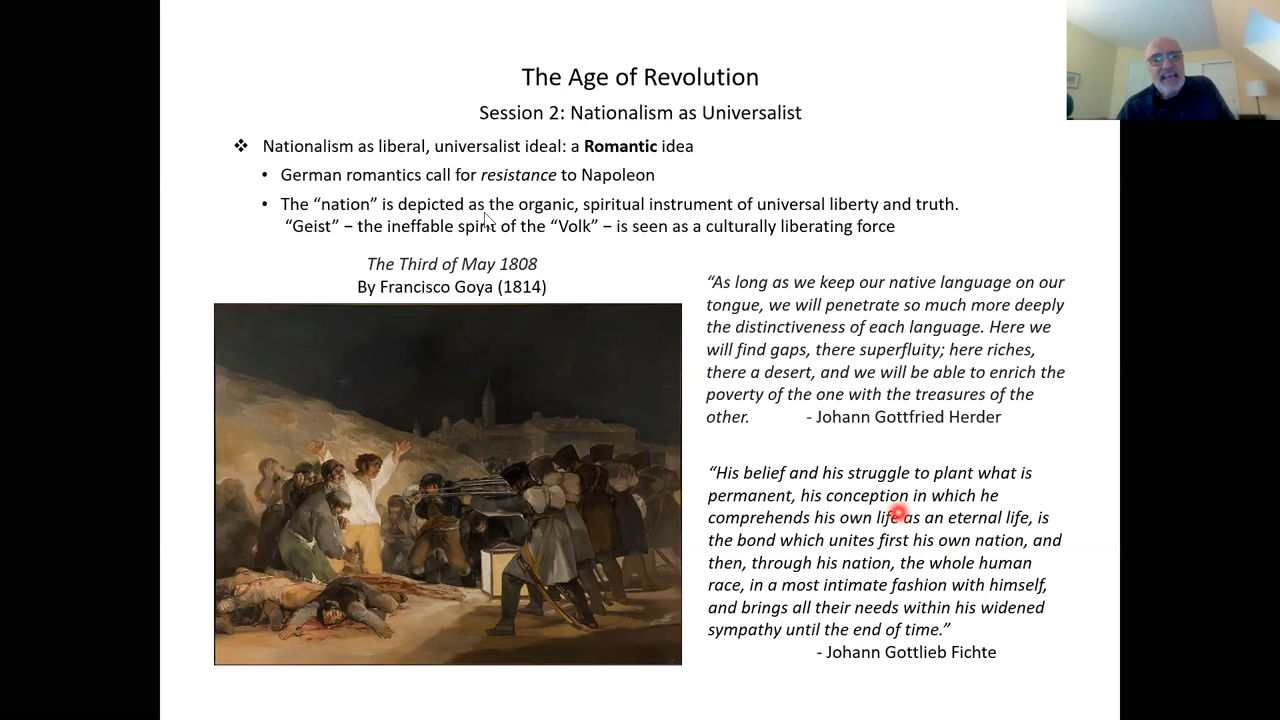 The Age of Revolution
Session 2: Nationalism as Universalist
❖ Nationalism as liberal, universalist ideal: a Romantic idea
• German romantics call for resistance to Napoleon
• The “nation” is depicted as the organic, spiritual instrument of universal liberty and truth.
“Geist” – the ineffable spirit of the “Volk” – is seen as a culturally liberating force
The Third of May 1808
By Francisco Goya (1814)
“As long as we keep our native language on our
tongue, we will penetrate so much more deeply
the distinctiveness of each language. Here we
will find gaps, there superfluity; here riches,
there a desert, and we will be able to enrich the
poverty of the one with the treasures of the
other. - Johann Gottfried Herder
“His belief and his struggle to plant what is
permanent, his conception in which he
comprehends his own life as an eternal life, is
the bond which unites first his own nation, and
then, through his nation, the whole human
race, in a most intimate fashion with himself,
and brings all their needs within his widened
sympathy until the end of time.”
- Johann Gottlieb Fichte